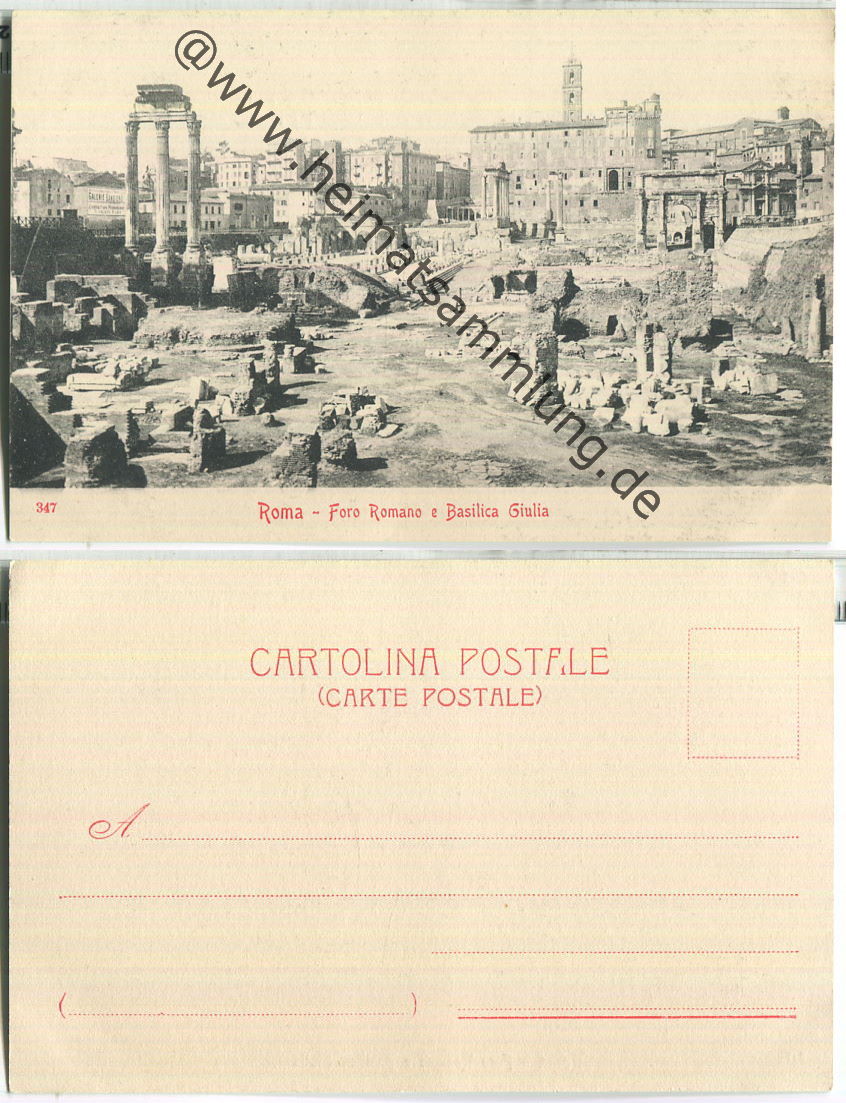 @www.heimatsammlung.de
347
Roma - Foro Romano e Basilica Giulia
CARTOLINA POSTALE
(CARTE POSTALE)
A
( )